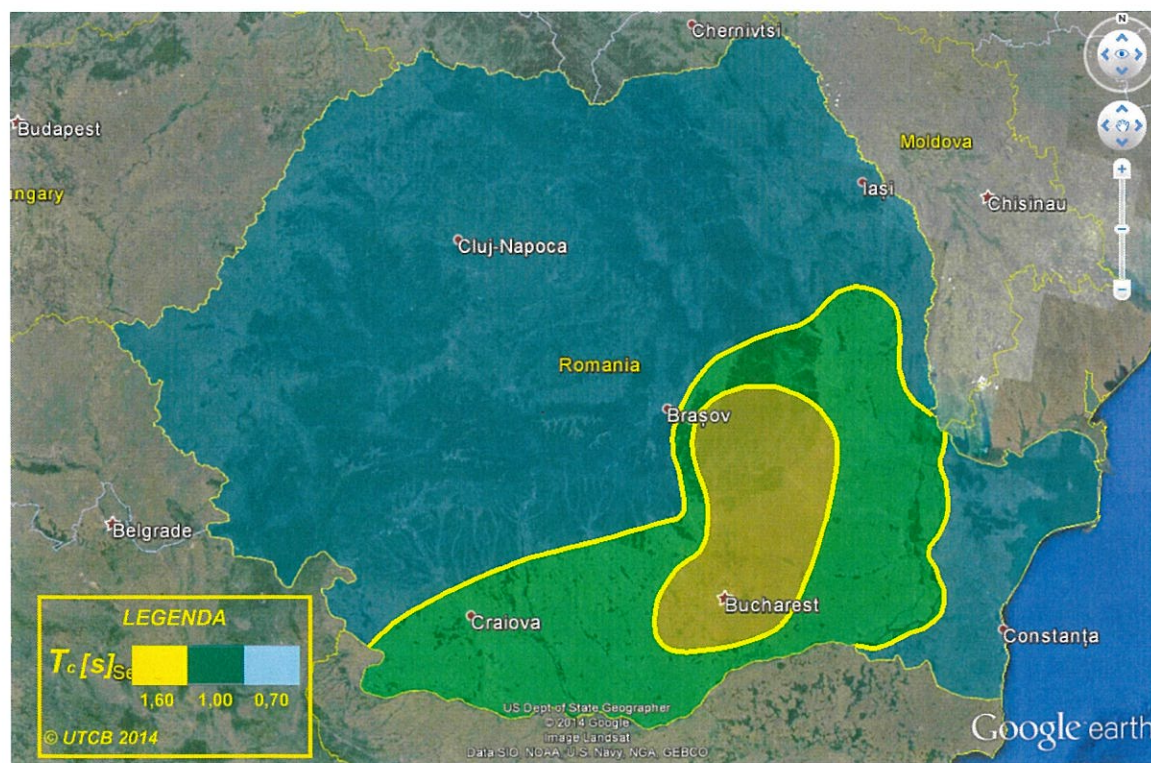 Chernivtsi
N
Budapest
Moldova
ungary
Iași
Chisinau
Cluj-Napoca
Romania
Brașov
Belgrade
Bucharest
Craiova
Constanța
LEGENDA
Tc [s]
Se
1,60 1,00 0,70
© UTCB 2014
US Dept of State Geographer
© 2014 Google
Image Landsat
Data SIO, NOAA, U.S. Navy, NGA, GEBCO
Google earth